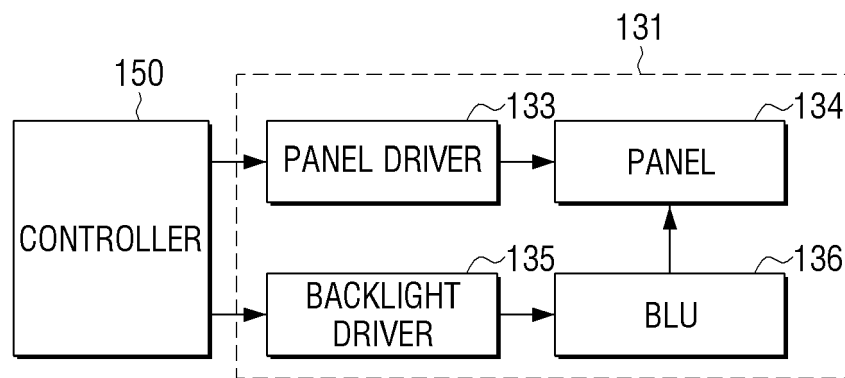 131
150
133
134
PANEL DRIVER
PANEL
CONTROLLER
135
136
BACKLIGHT
DRIVER
BLU